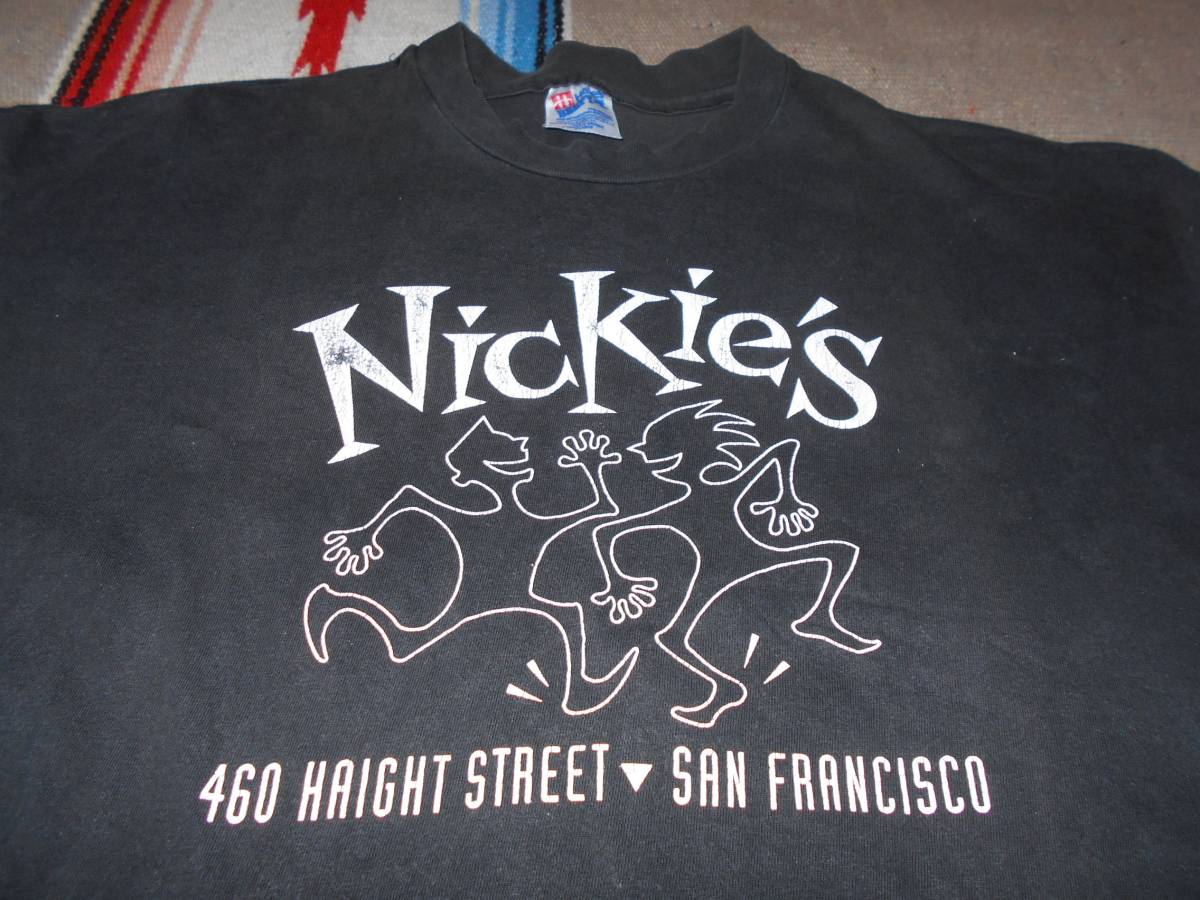 Nickie's
460 HAIGHT STREET ▼ SAN FRANCISCO